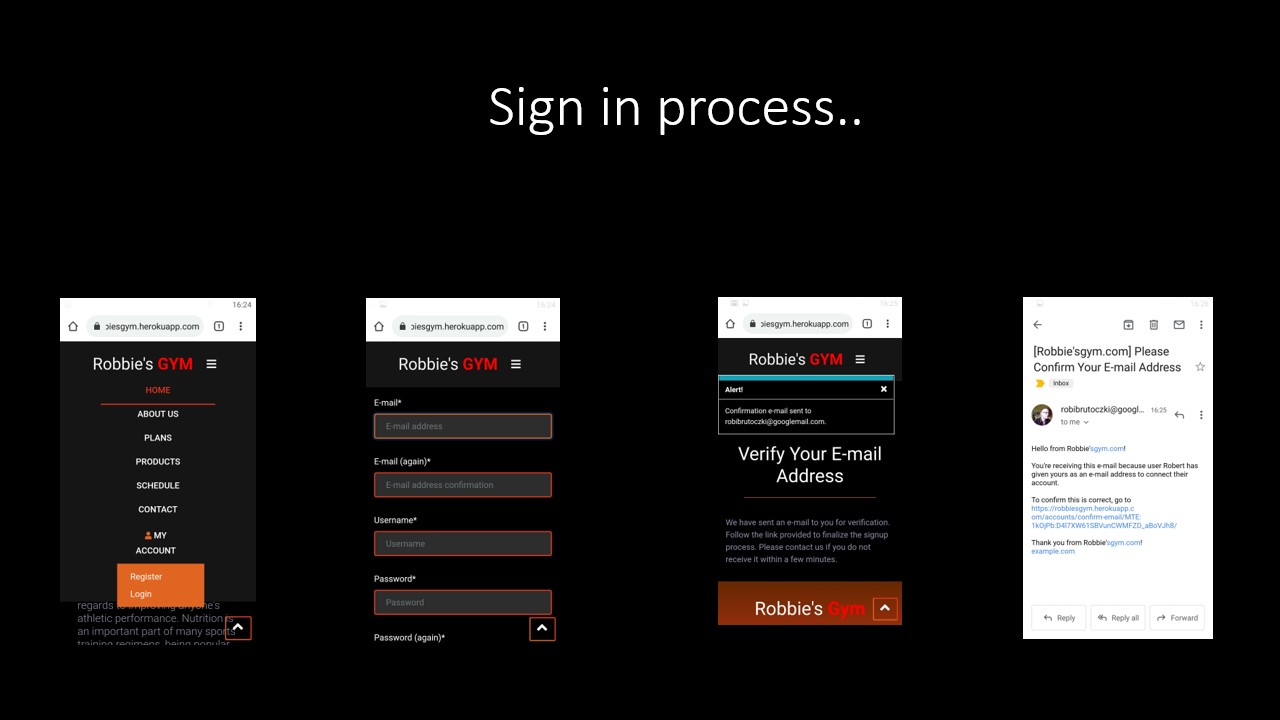 Sign in process..
16:24
biesgym.herokuapp.com
1
Robbie's GYM
HOME
ABOUT US
PLANS
PRODUCTS
SCHEDULE
CONTACT
MY
ACCOUNT
Register
Login
regards to improving anyone's
athletic performance. Nutrition is
an important part of many sports
training regimens, being popular
16:24
biesgym.herokuapp.com
1
Robbie's GYM
E-mail*
E-mail address
E-mail (again)*
E-mail address confirmation
Username*
Username
Password*
Password
Password (again)*
16:25
biesgym.herokuapp.com
1
Robbie's GYM
Alert!
Confirmation e-mail sent to
robibrutoczki@googlemail.com.
Verify Your E-mail
Address
We have sent an e-mail to you for verification.
Follow the link provided to finalize the signup
process. Please contact us if you do not
receive it within a few minutes.
Robbie's Gym
[Robbie'sgym.com] Please
Confirm Your E-mail Address
Inbox
robibrutoczki@googl... 16:25
to me
Hello from Robbie'sgym.com!
You're receiving this e-mail because user Robert has
given yours as an e-mail address to connect their
account.
To confirm this is correct, go to
https://robbiesgym.herokuapp.c
om/accounts/confirm-email/MTE:
1kOjPb:D4l7XW61SBVunCWMFZD_aBoVJh8/
Thank you from Robbie'sgym.com!
example.com
Reply
Reply all
Forward